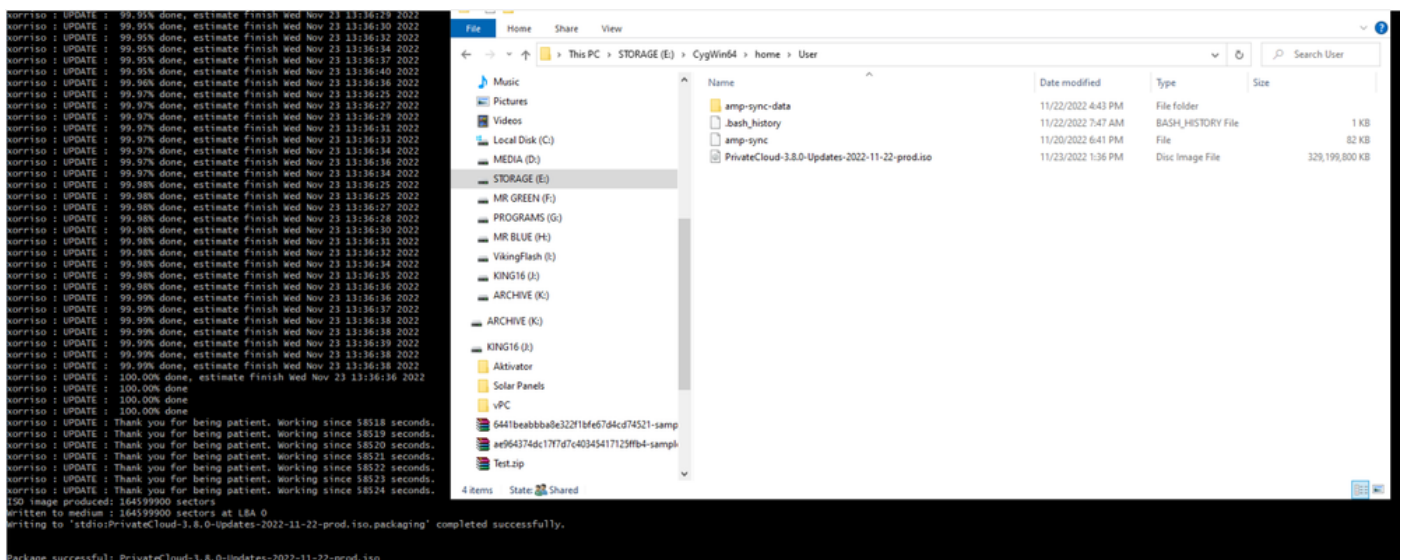 xorriso : UPDATE :  99.95% done, estimate finish Wed Nov 23 13:36:29 2022
xorriso : UPDATE :  99.95% done, estimate finish Wed Nov 23 13:36:30 2022
xorriso : UPDATE :  99.95% done, estimate finish Wed Nov 23 13:36:32 2022
xorriso : UPDATE :  99.95% done, estimate finish Wed Nov 23 13:36:34 2022
xorriso : UPDATE :  99.95% done, estimate finish Wed Nov 23 13:36:37 2022
xorriso : UPDATE :  99.95% done, estimate finish Wed Nov 23 13:36:40 2022
xorriso : UPDATE :  99.96% done, estimate finish Wed Nov 23 13:36:36 2022
xorriso : UPDATE :  99.97% done, estimate finish Wed Nov 23 13:36:25 2022
xorriso : UPDATE :  99.97% done, estimate finish Wed Nov 23 13:36:27 2022
xorriso : UPDATE :  99.97% done, estimate finish Wed Nov 23 13:36:29 2022
xorriso : UPDATE :  99.97% done, estimate finish Wed Nov 23 13:36:31 2022
xorriso : UPDATE :  99.97% done, estimate finish Wed Nov 23 13:36:33 2022
xorriso : UPDATE :  99.97% done, estimate finish Wed Nov 23 13:36:34 2022
xorriso : UPDATE :  99.97% done, estimate finish Wed Nov 23 13:36:36 2022
xorriso : UPDATE :  99.97% done, estimate finish Wed Nov 23 13:36:34 2022
xorriso : UPDATE :  99.98% done, estimate finish Wed Nov 23 13:36:25 2022
xorriso : UPDATE :  99.98% done, estimate finish Wed Nov 23 13:36:25 2022
xorriso : UPDATE :  99.98% done, estimate finish Wed Nov 23 13:36:27 2022
xorriso : UPDATE :  99.98% done, estimate finish Wed Nov 23 13:36:28 2022
xorriso : UPDATE :  99.98% done, estimate finish Wed Nov 23 13:36:30 2022
xorriso : UPDATE :  99.98% done, estimate finish Wed Nov 23 13:36:31 2022
xorriso : UPDATE :  99.98% done, estimate finish Wed Nov 23 13:36:32 2022
xorriso : UPDATE :  99.98% done, estimate finish Wed Nov 23 13:36:34 2022
xorriso : UPDATE :  99.98% done, estimate finish Wed Nov 23 13:36:35 2022
xorriso : UPDATE :  99.98% done, estimate finish Wed Nov 23 13:36:36 2022
xorriso : UPDATE :  99.99% done, estimate finish Wed Nov 23 13:36:36 2022
xorriso : UPDATE :  99.99% done, estimate finish Wed Nov 23 13:36:37 2022
xorriso : UPDATE :  99.99% done, estimate finish Wed Nov 23 13:36:38 2022
xorriso : UPDATE :  99.99% done, estimate finish Wed Nov 23 13:36:38 2022
xorriso : UPDATE :  99.99% done, estimate finish Wed Nov 23 13:36:39 2022
xorriso : UPDATE :  99.99% done, estimate finish Wed Nov 23 13:36:38 2022
xorriso : UPDATE :  99.99% done, estimate finish Wed Nov 23 13:36:38 2022
xorriso : UPDATE :  100.00% done, estimate finish Wed Nov 23 13:36:36 2022
xorriso : UPDATE :  100.00% done
xorriso : UPDATE :  100.00% done
xorriso : UPDATE :  100.00% done
xorriso : UPDATE : Thank you for being patient. Working since 58518 seconds.
xorriso : UPDATE : Thank you for being patient. Working since 58519 seconds.
xorriso : UPDATE : Thank you for being patient. Working since 58520 seconds.
xorriso : UPDATE : Thank you for being patient. Working since 58521 seconds.
xorriso : UPDATE : Thank you for being patient. Working since 58522 seconds.
xorriso : UPDATE : Thank you for being patient. Working since 58523 seconds.
xorriso : UPDATE : Thank you for being patient. Working since 58524 seconds.
ISO image produced: 164599900 sectors
Written to medium : 164599900 sectors at LBA 0
Writing to 'stdio:PrivateCloud-3.8.0-Updates-2022-11-22-prod.iso.packaging' completed successfully.
Package successful: PrivateCloud-3.8.0-Updates-2022-11-22-prod.iso
File Home Share View
This PC > STORAGE (E:) > CygWin64 > home > User
Search User
Music
Pictures
Videos
Local Disk (C:)
MEDIA (D:)
STORAGE (E:)
MR GREEN (F:)
PROGRAMS (G:)
MR BLUE (H:)
VikingFlash (I:)
KING16 (J:)
ARCHIVE (K:)
ARCHIVE (K:)
KING16 (J:)
Aktivator
Solar Panels
vPC
6441beabbba8e322f1bfe67d4cd74521-samp
ae964374dc17f7d7c40345417125ffb4-sampl
Test.zip
Name Date modified Type Size
amp-sync-data 11/22/2022 4:43 PM File folder
.bash_history 11/22/2022 7:47 AM BASH_HISTORY File 1 KB
amp-sync 11/20/2022 6:41 PM File 82 KB
PrivateCloud-3.8.0-Updates-2022-11-22-prod.iso 11/23/2022 1:36 PM Disc Image File 329,199,800 KB
4 items State: Shared